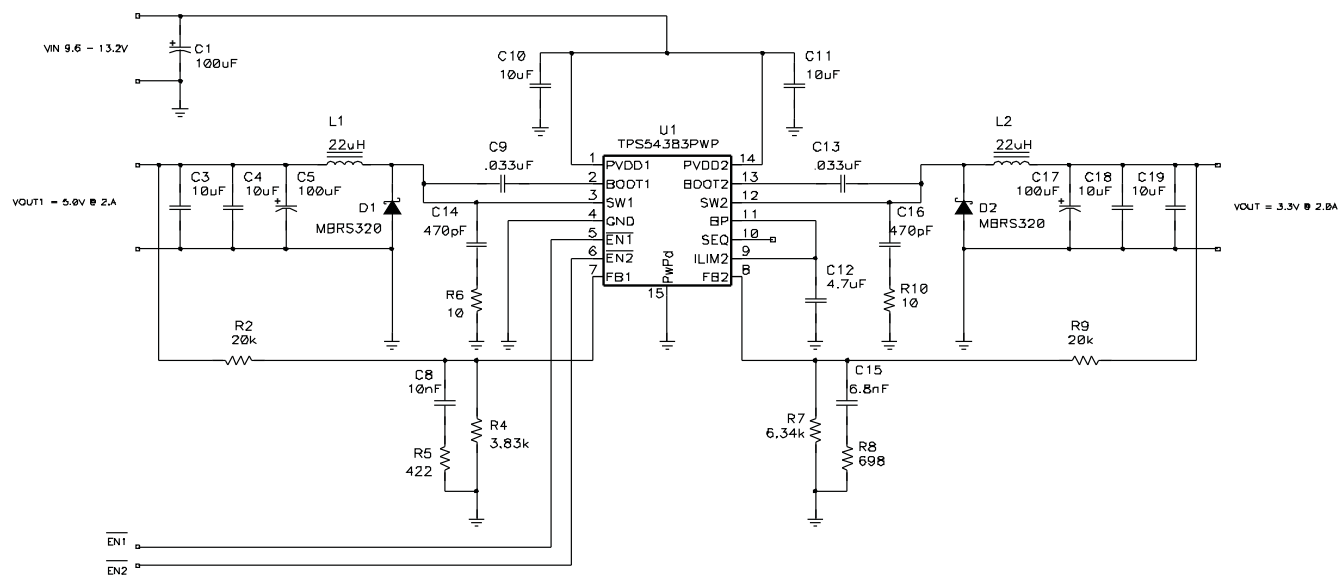 VIN 9.6 - 13.2V
+
C1
100uF
C10
10uF
C11
10uF
L1
22uH
C9
.033uF
U1
TPS54383PWP
C13
.033uF
L2
22uH
1
PVDD1
PVDD2
14
2
BOOT1
BOOT2
13
3
SW1
SW2
12
4
GND
BP
11
5
EN1
SEQ
10
6
EN2
ILIM2
9
7
FB1
FB2
8
15
PwPd
C3
10uF
C4
10uF
C5
100uF
+
VOUT1 = 5.0V @ 2.A
D1
MBRS320
C14
470pF
C16
470pF
D2
MBRS320
C17
100uF
+
C18
10uF
C19
10uF
VOUT = 3.3V @ 2.0A
C12
4.7uF
R6
10
R10
10
R2
20k
R9
20k
C8
10nF
C15
6.8nF
R4
3.83k
R7
6.34k
R5
422
R8
698
EN1
EN2